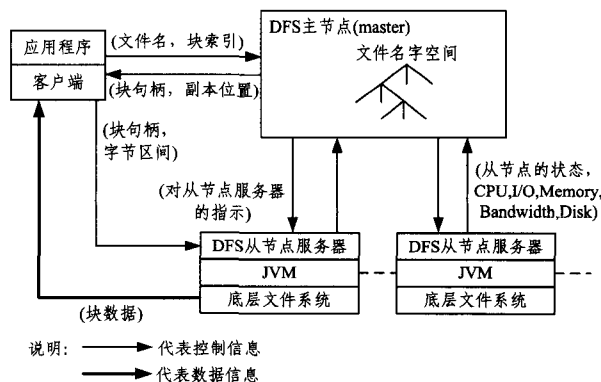 DFS主节点(master)
文件名字空间
应用程序
客户端
(文件名，块索引)
(块句柄，副本位置)
(块句柄，
字节区间)
(对从节点服务器
的指示)
(从节点的状态，
CPU,I/O,Memory,
Bandwidth,Disk)
DFS从节点服务器
JVM
底层文件系统
DFS从节点服务器
JVM
底层文件系统
(块数据)
说明：
代表控制信息
代表数据信息